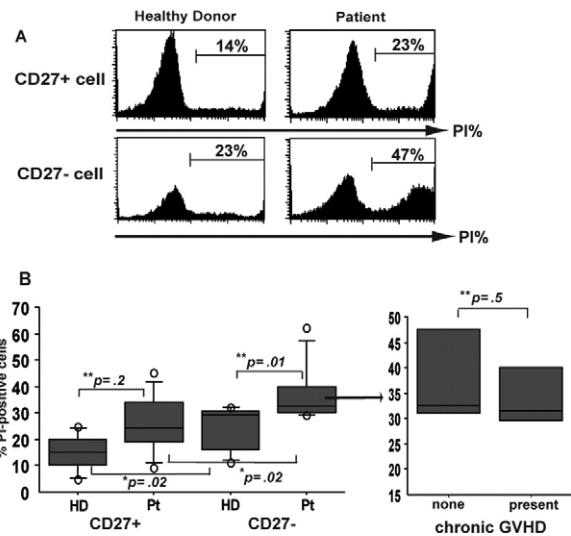 Healthy Donor
Patient
A
CD27+ cell
14%
23%
PI%
CD27- cell
23%
47%
PI%
B
% PI-positive cells
70
60
50
40
30
20
10
0
**p= .2
**p= .01
*p= .02
*p= .02
HD
Pt
HD
Pt
CD27+
CD27-
**p= .5
50
45
40
35
30
25
20
15
none
present
chronic GVHD